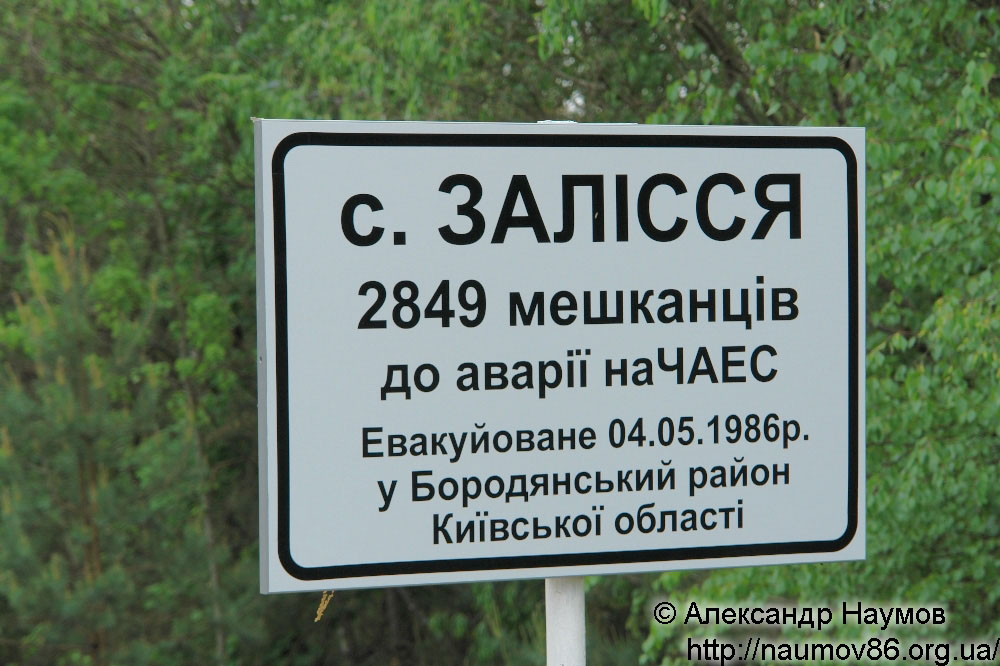 с. ЗАЛІССЯ
2849 мешканців
до аварії наЧАЕС
Евакуйоване 04.05.1986р.
у Бородянський район
Київської області
© Александр Наумов
http://naumov86.org.ua/